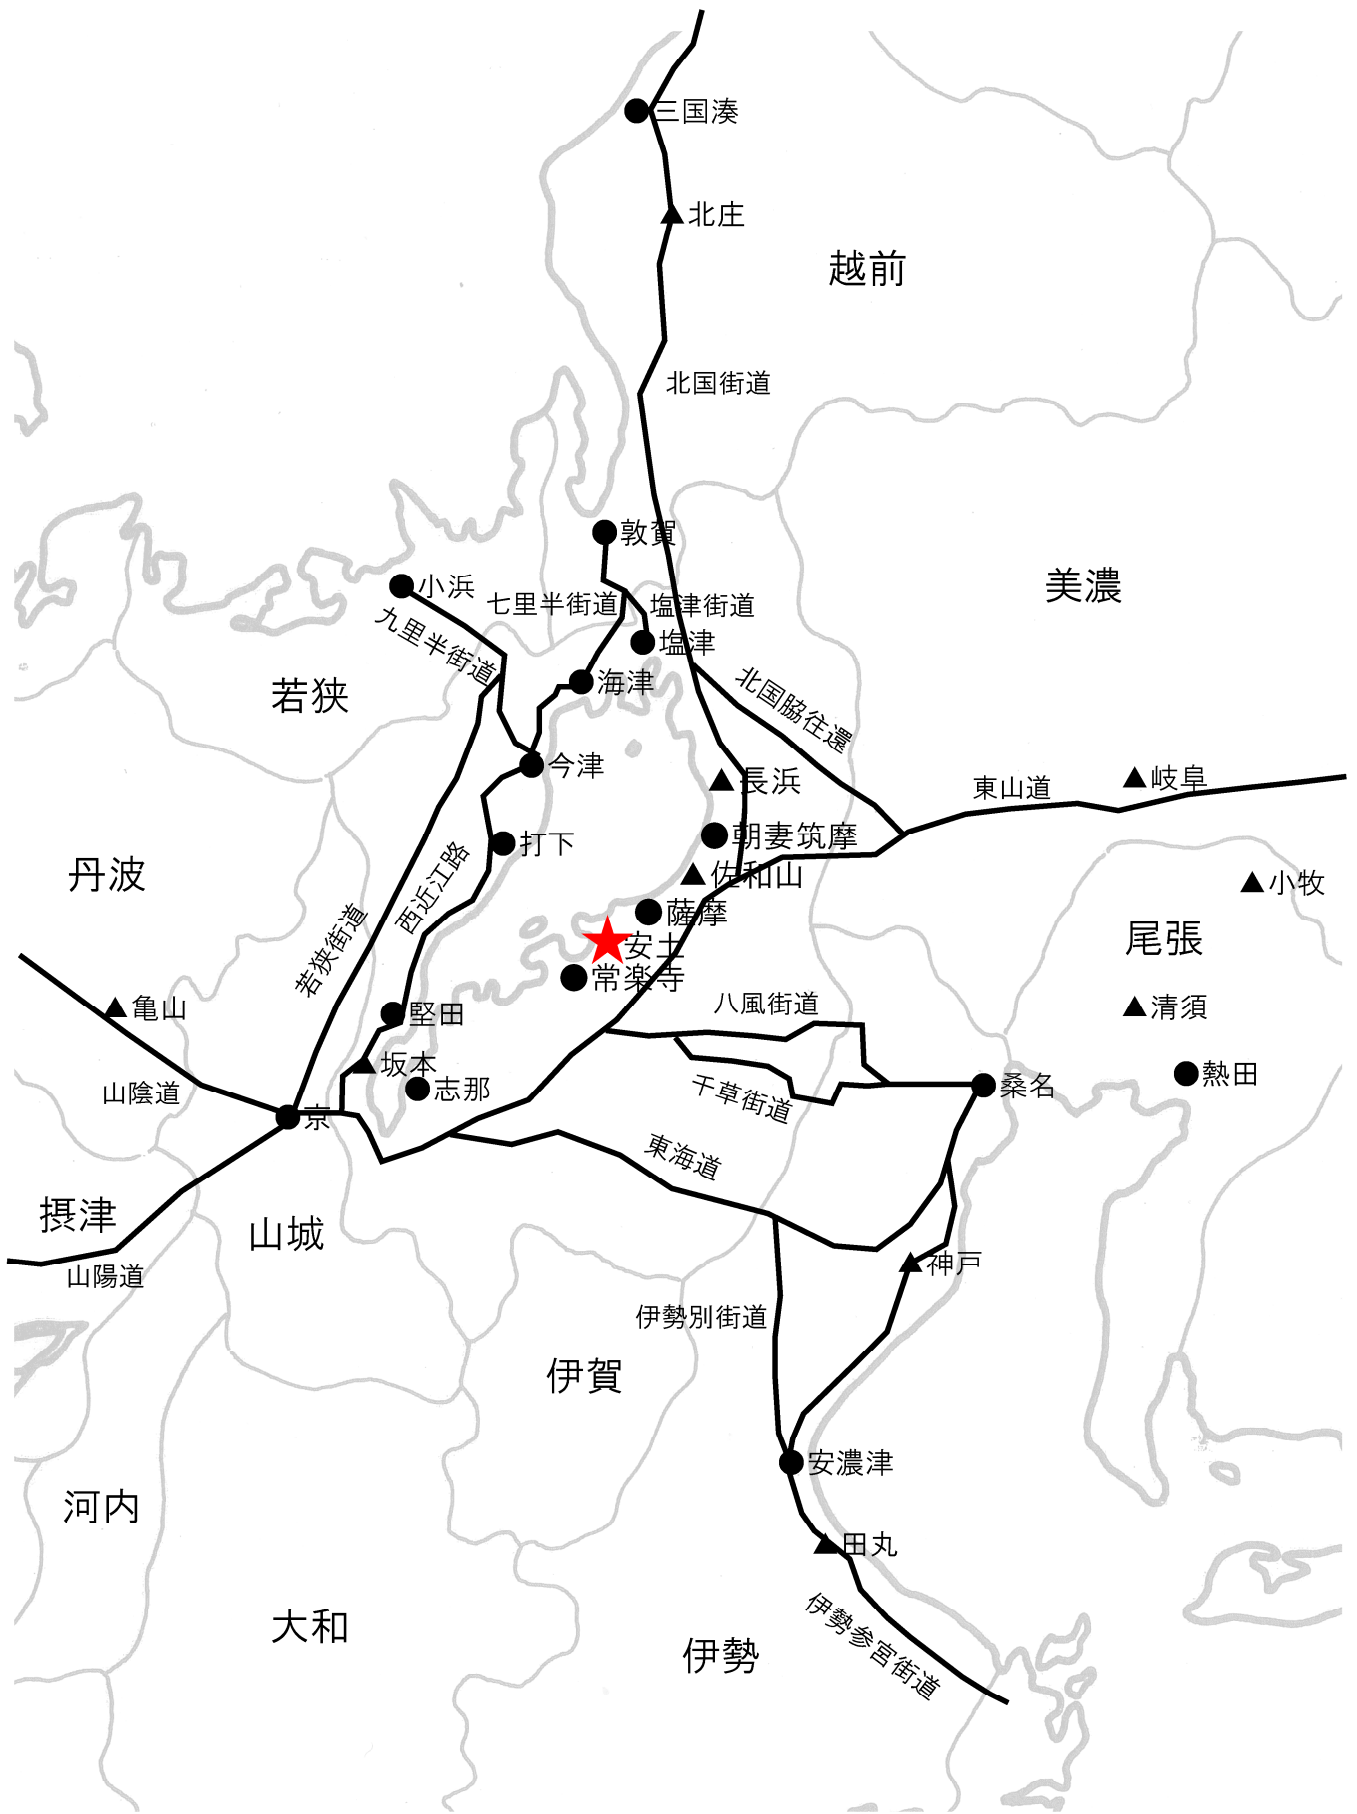 三国湊
北庄
越前
北国街道
敦賀
小浜
七里半街道
塩津街道
美濃
九里半街道
塩津
海津
若狭
北国脇往還
今津
長浜
東山道
岐阜
打下
朝妻筑摩
丹波
西近江路
佐和山
小牧
薩摩
若狭街道
安土
尾張
常楽寺
亀山
堅田
八風街道
清須
坂本
志那
山陰道
千草街道
桑名
熱田
京
東海道
摂津
山城
山陽道
神戸
伊勢別街道
伊賀
安濃津
河内
田丸
大和
伊勢
伊勢参宮街道